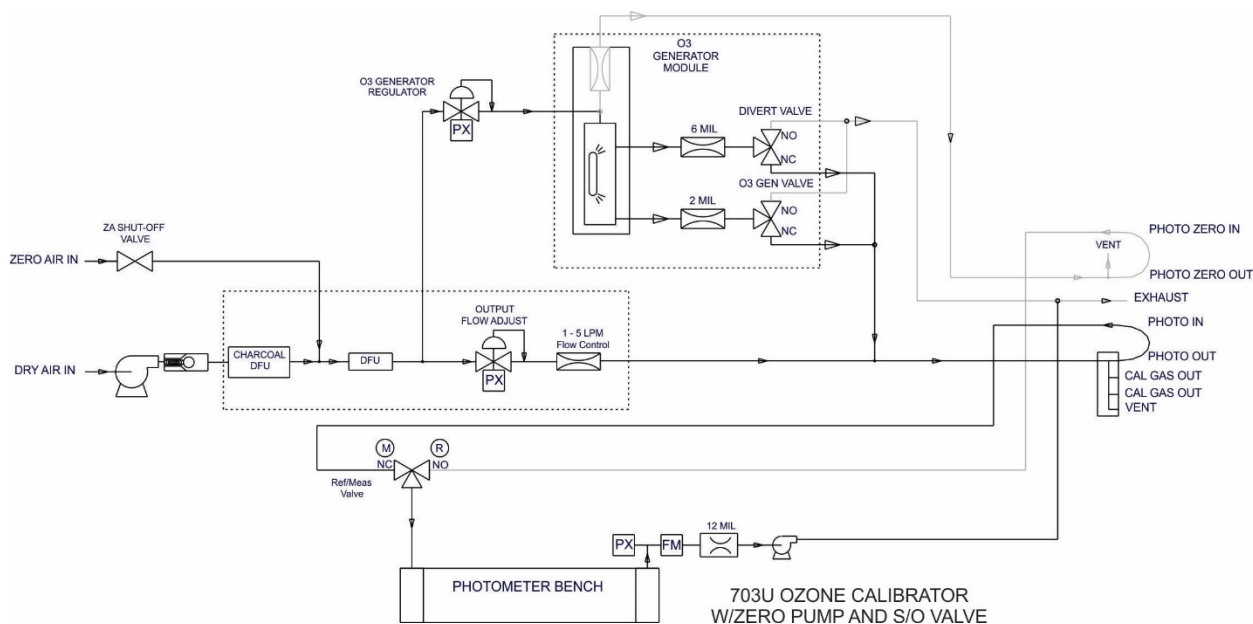 O3
GENERATOR
MODULE
O3 GENERATOR
REGULATOR
PX
6 MIL
DIVERT VALVE
NO
NC
2 MIL
O3 GEN VALVE
NO
NC
ZA SHUT-OFF
VALVE
ZERO AIR IN
PHOTO ZERO IN
VENT
PHOTO ZERO OUT
EXHAUST
PHOTO IN
OUTPUT
FLOW ADJUST
1 - 5 LPM
Flow Control
CHARCOAL
DFU
DFU
PX
DRY AIR IN
PHOTO OUT
CAL GAS OUT
CAL GAS OUT
VENT
M
R
NC
NO
Ref/Meas
Valve
12 MIL
PX
FM
PHOTOMETER BENCH
703U OZONE CALIBRATOR
W/ZERO PUMP AND S/O VALVE